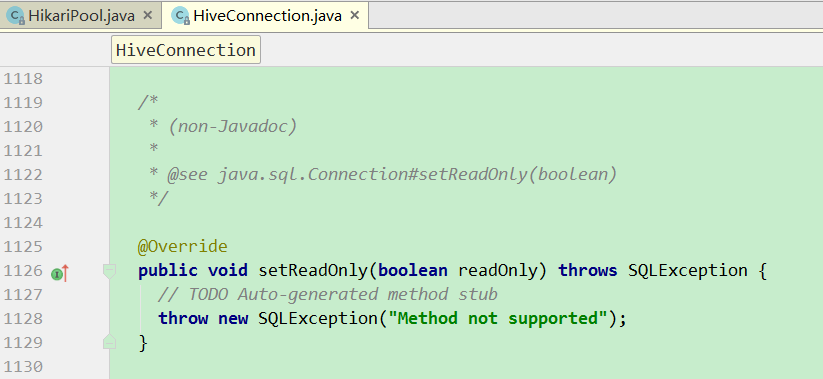 HikariPool.java × HiveConnection.java ×
HiveConnection
1118
1119 /*
1120 * (non-Javadoc)
1121 *
1122 * @see java.sql.Connection#setReadOnly(boolean)
1123 */
1124
1125 @Override
1126 public void setReadOnly(boolean readOnly) throws SQLException {
1127 // TODO Auto-generated method stub
1128 throw new SQLException("Method not supported");
1129 }
1130